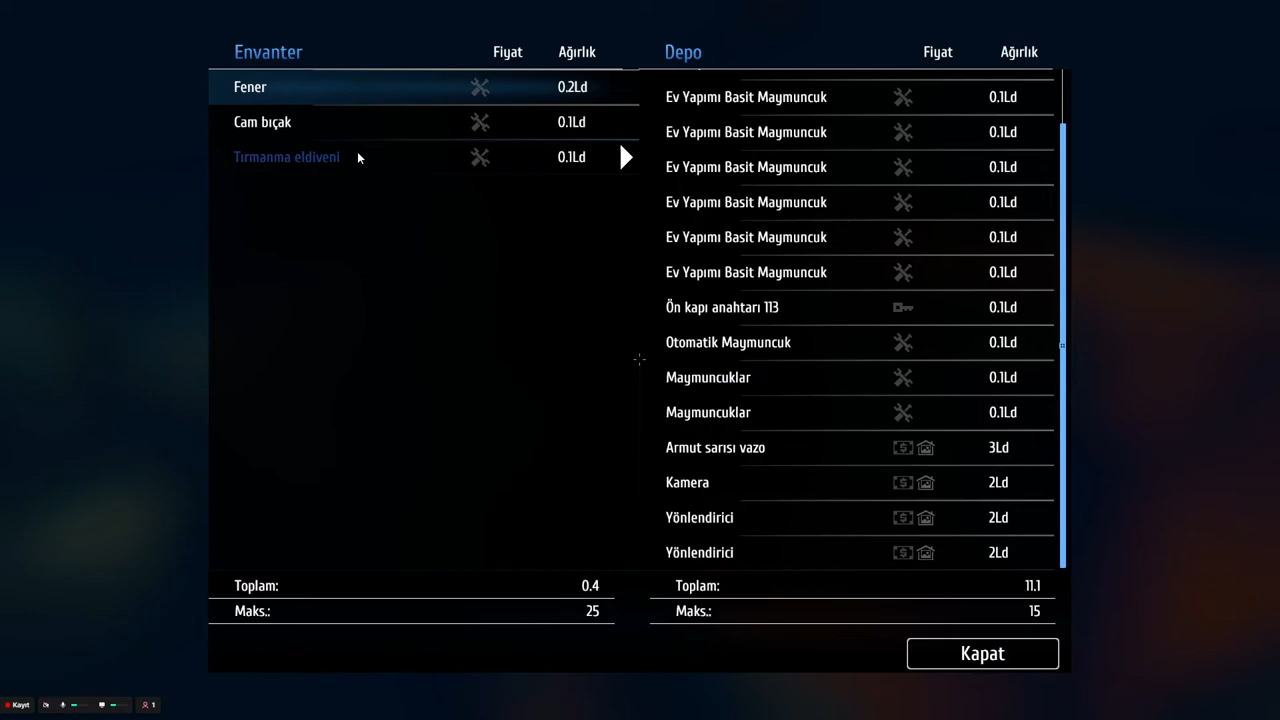 Envanter Fiyat Ağırlık
Fener 0.2Ld
Cam bıçak 0.1Ld
Tırmanma eldiveni 0.1Ld
Toplam: 0.4
Maks.: 25
Depo Fiyat Ağırlık
Ev Yapımı Basit Maymuncuk 0.1Ld
Ev Yapımı Basit Maymuncuk 0.1Ld
Ev Yapımı Basit Maymuncuk 0.1Ld
Ev Yapımı Basit Maymuncuk 0.1Ld
Ev Yapımı Basit Maymuncuk 0.1Ld
Ev Yapımı Basit Maymuncuk 0.1Ld
Ön kapı anahtarı 113 0.1Ld
Otomatik Maymuncuk 0.1Ld
Maymuncuklar 0.1Ld
Maymuncuklar 0.1Ld
Armut sarısı vazo 3Ld
Kamera 2Ld
Yönlendirici 2Ld
Yönlendirici 2Ld
Toplam: 11.1
Maks.: 15
Kapat
Kayıt 1